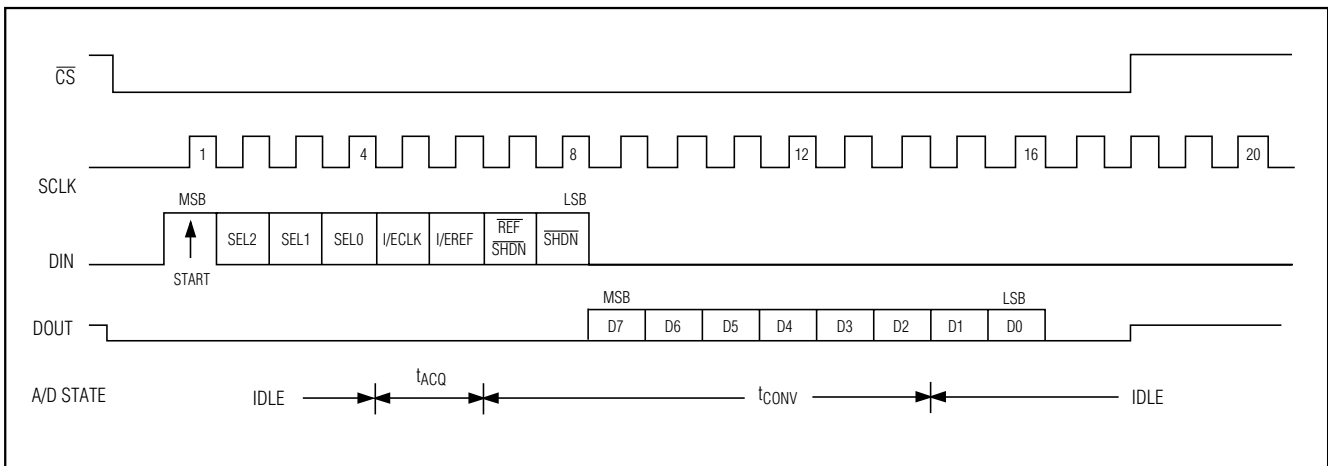 CS
1 4 8 12 16 20
SCLK
MSB LSB
SEL2 SEL1 SEL0 I/ECLK I/EREF REF SHDN SHDN
DIN
START
MSB LSB
DOUT D7 D6 D5 D4 D3 D2 D1 D0
tACQ
A/D STATE IDLE tCONV IDLE